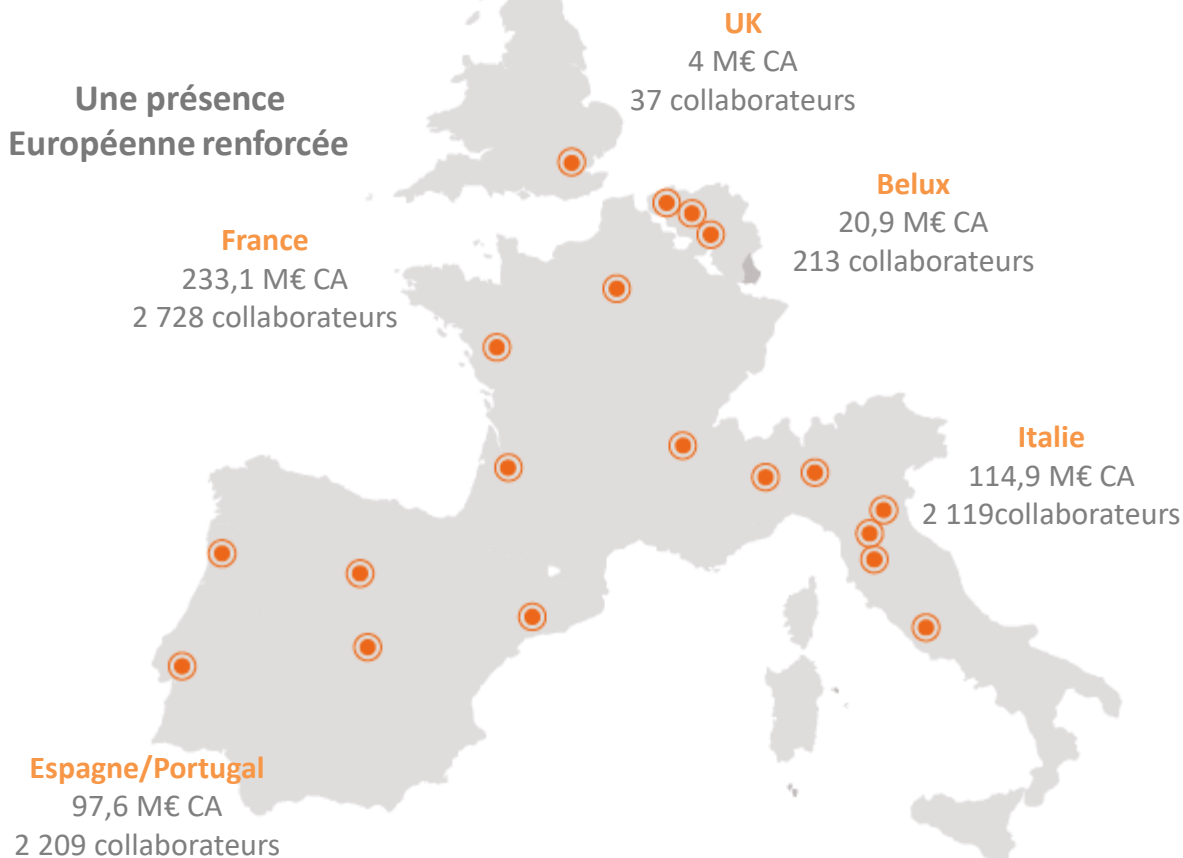 Une présence
Européenne renforcée
UK
4 M€ CA
37 collaborateurs
Belux
20,9 M€ CA
213 collaborateurs
France
233,1 M€ CA
2 728 collaborateurs
Italie
114,9 M€ CA
2 119collaborateurs
Espagne/Portugal
97,6 M€ CA
2 209 collaborateurs